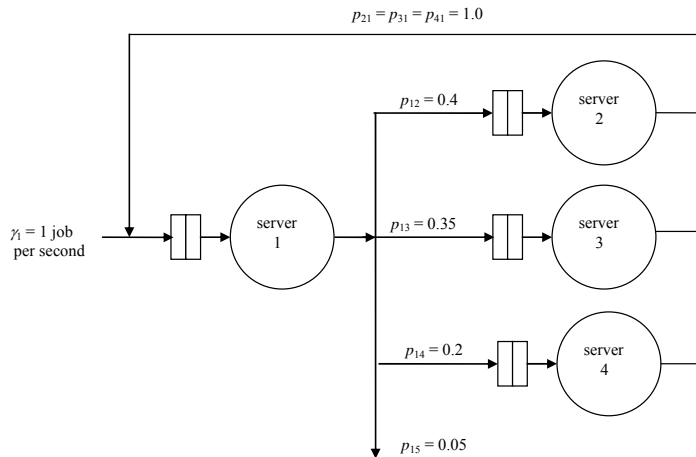 p21 = p31 = p41 = 1.0
p12 = 0.4
server
2
γ1 = 1 job
per second
server
1
p13 = 0.35
server
3
p14 = 0.2
server
4
p15 = 0.05